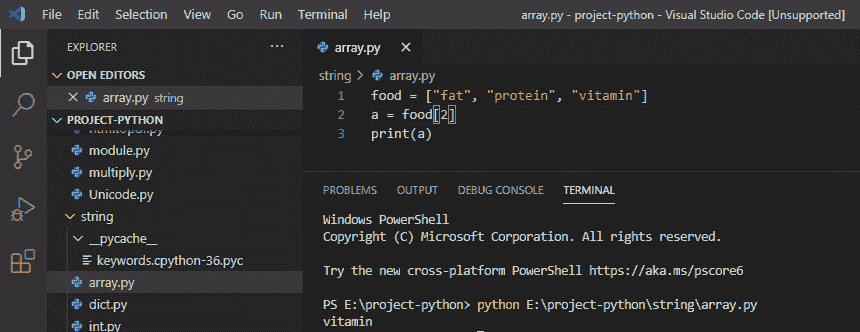 File Edit Selection View Go Run Terminal Help array.py - project-python - Visual Studio Code [Unsupported]
EXPLORER ...
OPEN EDITORS
array.py string
PROJECT-PYTHON
module.py
multiply.py
Unicode.py
string
__pycache__
keywords.cpython-36.pyc
array.py
dict.py
int.py
array.py
string > array.py
1 food = ["fat", "protein", "vitamin"]
2 a = food[2]
3 print(a)
PROBLEMS OUTPUT DEBUG CONSOLE TERMINAL
Windows PowerShell
Copyright (C) Microsoft Corporation. All rights reserved.
Try the new cross-platform PowerShell https://aka.ms/pscore6
PS E:\project-python> python E:\project-python\string\array.py
vitamin